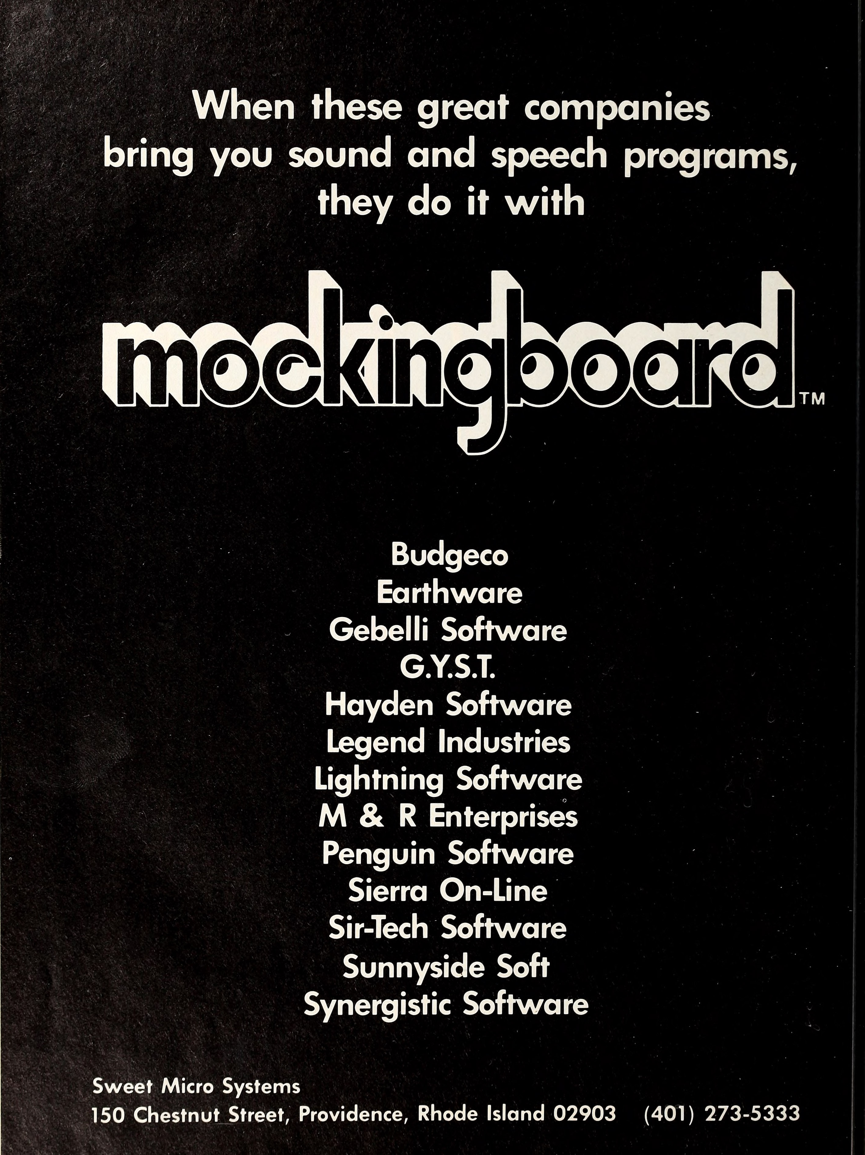 When these great companies
bring you sound and speech programs,
they do it with
mockingboard™
Budgeco
Earthware
Gebelli Software
G.Y.S.T.
Hayden Software
Legend Industries
Lightning Software
M & R Enterprises
Penguin Software
Sierra On-Line
Sir-Tech Software
Sunnyside Soft
Synergistic Software
Sweet Micro Systems
150 Chestnut Street, Providence, Rhode Island 02903 (401) 273-5333